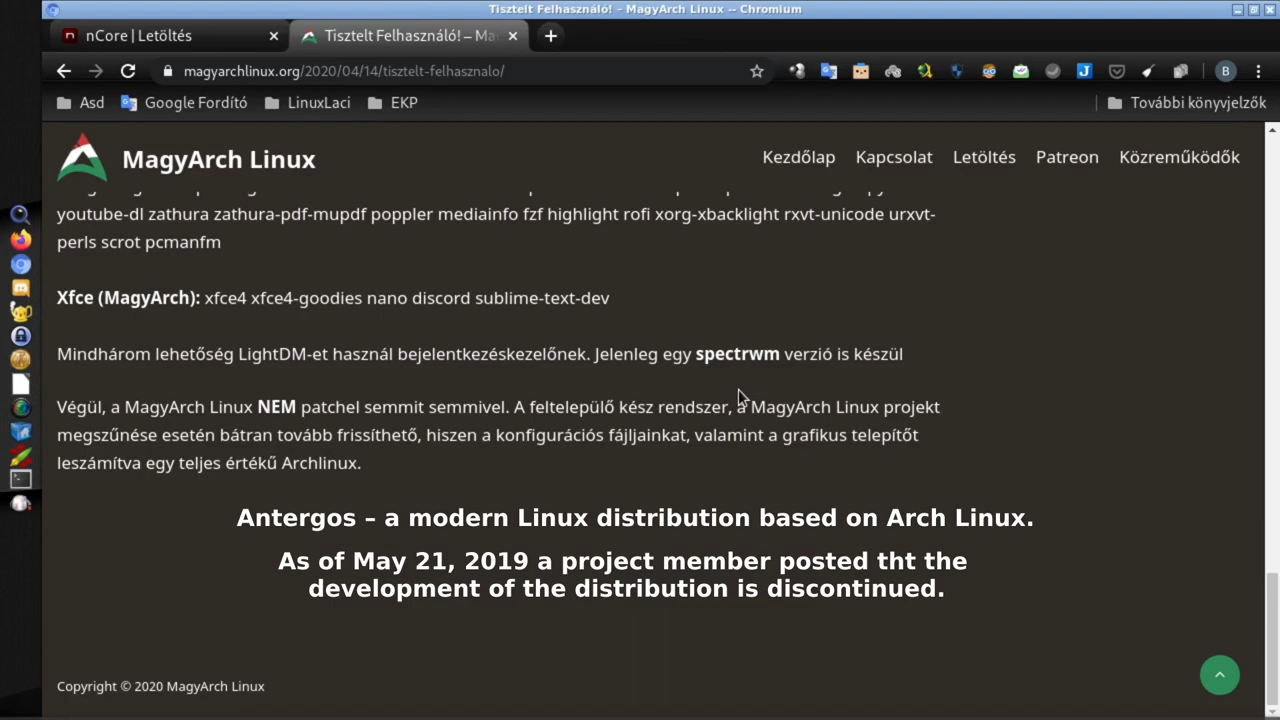 Tisztelt Felhasználó! – MagyArch Linux -- Chromium
nCore | Letöltés
Tisztelt Felhasználó! – Ma
magyarchlinux.org/2020/04/14/tisztelt-felhasznalo/
B
Asd
Google Fordító
LinuxLaci
EKP
További könyvjelzők
MagyArch Linux
Kezdőlap
Kapcsolat
Letöltés
Patreon
Közreműködők
youtube-dl zathura zathura-pdf-mupdf poppler mediainfo fzf highlight rofi xorg-xbacklight rxvt-unicode urxvt-
perls scrot pcmanfm
Xfce (MagyArch): xfce4 xfce4-goodies nano discord sublime-text-dev
Mindhárom lehetőség LightDM-et használ bejelentkezéskezelőnek. Jelenleg egy spectrwm verzió is készül
Végül, a MagyArch Linux NEM patchel semmit semmivel. A feltelepülő kész rendszer, a MagyArch Linux projekt
megszűnése esetén bátran tovább frissíthető, hiszen a konfigurációs fájljainkat, valamint a grafikus telepítőt
leszámítva egy teljes értékű Archlinux.
Antergos – a modern Linux distribution based on Arch Linux.
As of May 21, 2019 a project member posted tht the
development of the distribution is discontinued.
Copyright © 2020 MagyArch Linux